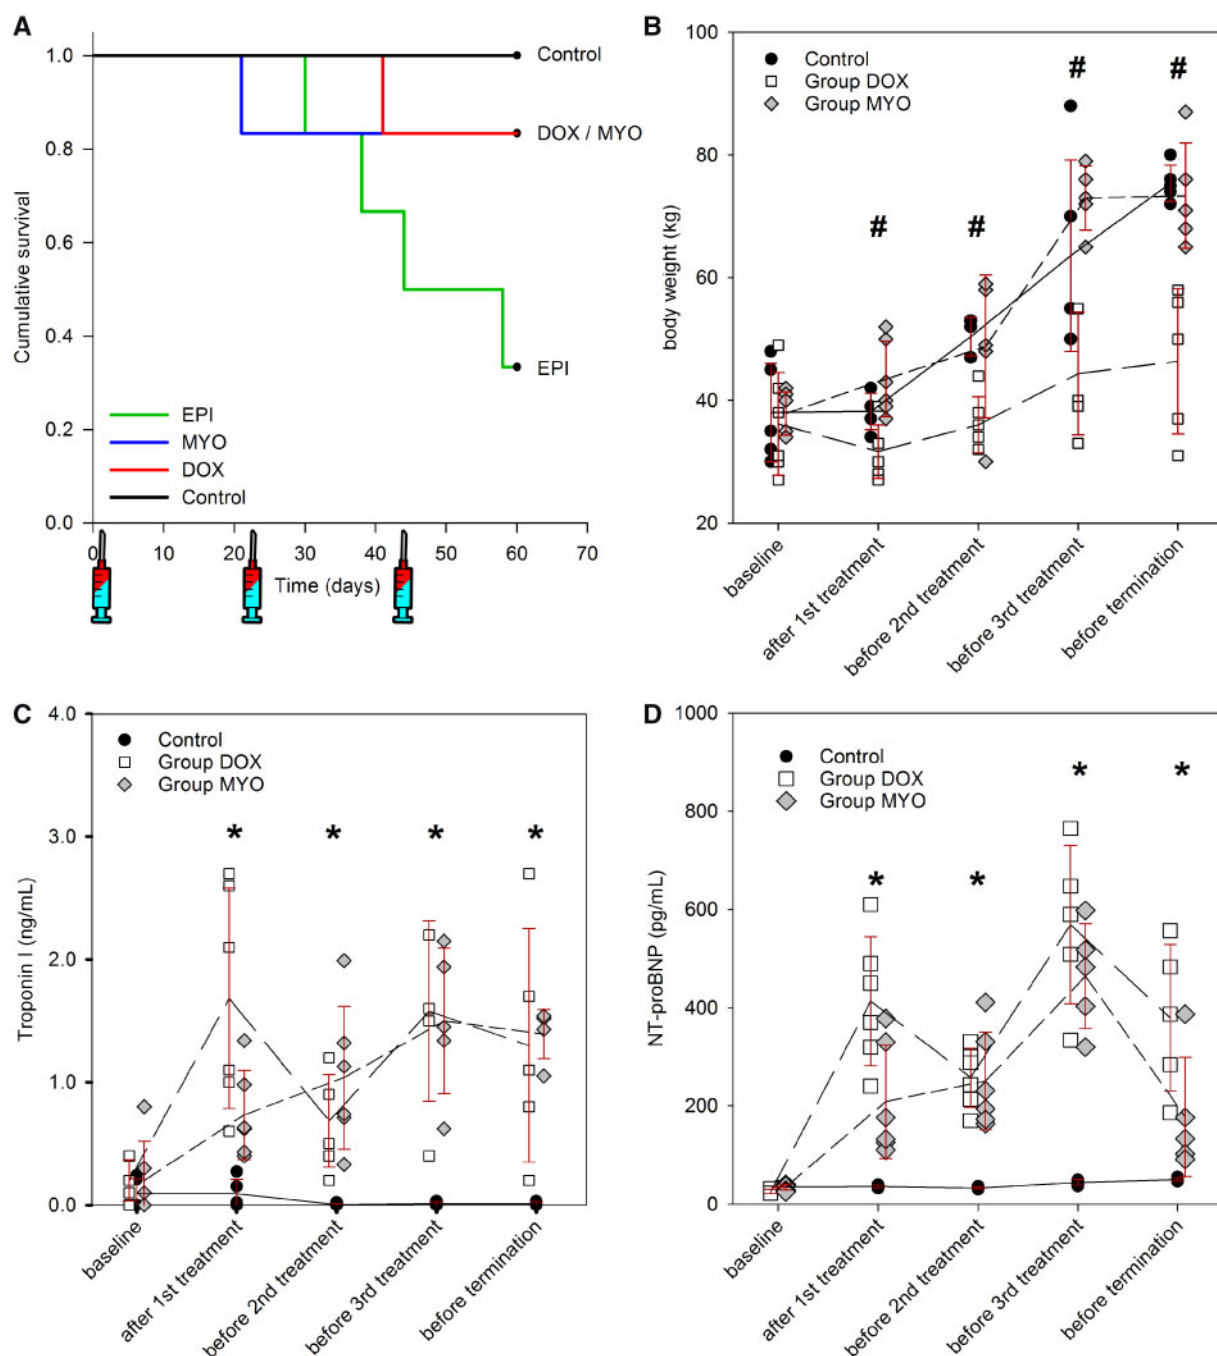 A
Cumulative survival
1.0
0.8
0.6
0.4
0.2
0.0
Control
DOX / MYO
EPI
EPI
MYO
DOX
Control
0 10 20 30 40 50 60 70
Time (days)
B
body weight (kg)
100
80
60
40
20
Control
Group DOX
Group MYO
# # # #
baseline
after 1st treatment
before 2nd treatment
before 3rd treatment
before termination
C
Troponin I (ng/mL)
4.0
3.0
2.0
1.0
0.0
Control
Group DOX
Group MYO
* * * *
baseline
after 1st treatment
before 2nd treatment
before 3rd treatment
before termination
D
NT-proBNP (pg/mL)
1000
800
600
400
200
0
Control
Group DOX
Group MYO
* * * *
baseline
after 1st treatment
before 2nd treatment
before 3rd treatment
before termination